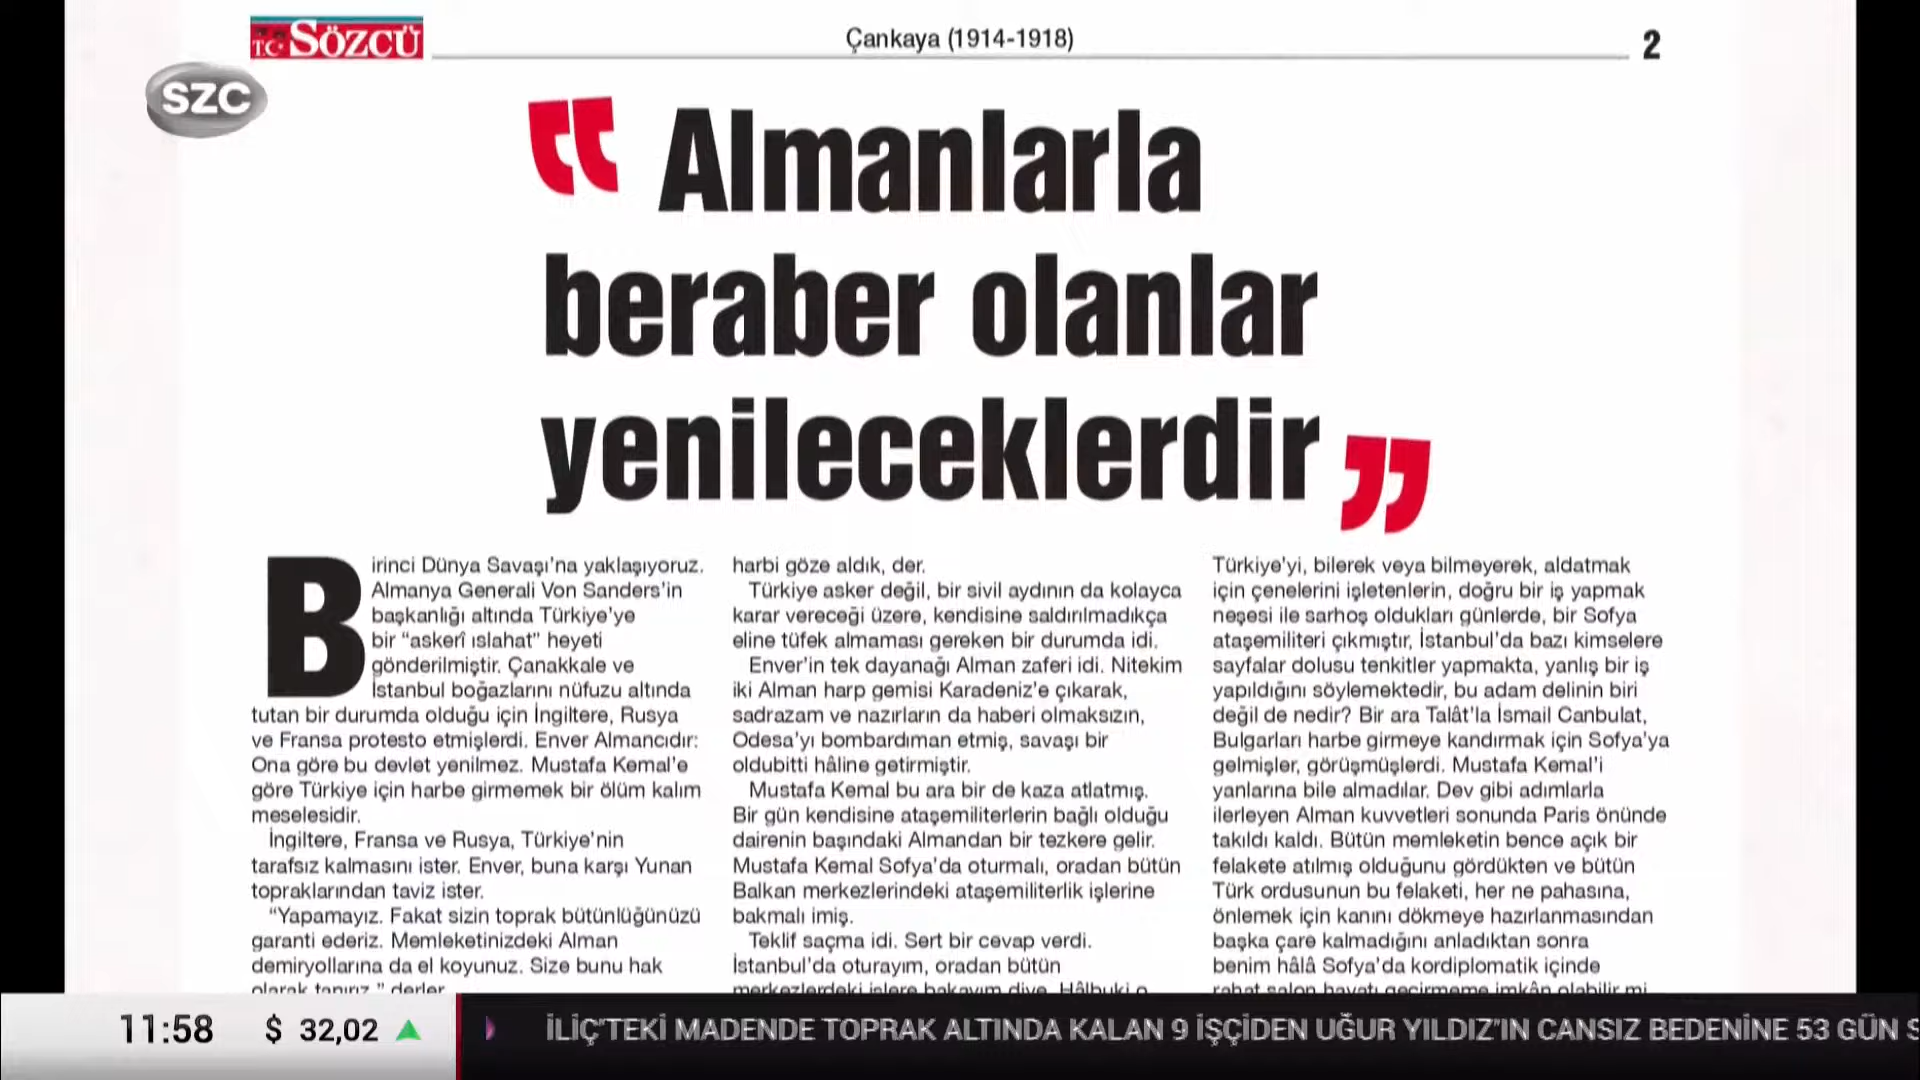 T.C. SÖZCÜ
Çankaya (1914-1918)
2
SZC
“Almanlarla
beraber olanlar
yenileceklerdir”
Birinci Dünya Savaşı’na yaklaşıyoruz.
Almanya Generali Von Sanders’in
başkanlığı altında Türkiye’ye
bir “askerî ıslahat” heyeti
gönderilmiştir. Çanakkale ve
İstanbul boğazlarını nüfuzu altında
tutan bir durumda olduğu için İngiltere, Rusya
ve Fransa protesto etmişlerdi. Enver Almancıdır:
Ona göre bu devlet yenilmez. Mustafa Kemal’e
göre Türkiye için harbe girmemek bir ölüm kalım
meselesidir.
İngiltere, Fransa ve Rusya, Türkiye’nin
tarafsız kalmasını ister. Enver, buna karşı Yunan
topraklarından taviz ister.
“Yapamayız. Fakat sizin toprak bütünlüğünüzü
garanti ederiz. Memleketinizdeki Alman
demiryollarına da el koyunuz. Size bunu hak
olarak tanırız.” derler
harbi göze aldık, der.
Türkiye asker değil, bir sivil aydının da kolayca
karar vereceği üzere, kendisine saldırılmadıkça
eline tüfek almaması gereken bir durumda idi.
Enver’in tek dayanağı Alman zaferi idi. Nitekim
iki Alman harp gemisi Karadeniz’e çıkarak,
sadrazam ve nazırların da haberi olmaksızın,
Odesa’yı bombardıman etmiş, savaşı bir
oldubitti hâline getirmiştir.
Mustafa Kemal bu ara bir de kaza atlatmış.
Bir gün kendisine ataşemiliterlerin bağlı olduğu
dairenin başındaki Almandan bir tezkere gelir.
Mustafa Kemal Sofya’da oturmalı, oradan bütün
Balkan merkezlerindeki ataşemiliterlik işlerine
bakmalı imiş.
Teklif saçma idi. Sert bir cevap verdi.
İstanbul’da oturayım, oradan bütün
merkezlerdeki işlere bakayım diye. Hâlbuki o
Türkiye’yi, bilerek veya bilmeyerek, aldatmak
için çenelerini işletenlerin, doğru bir iş yapmak
neşesi ile sarhoş oldukları günlerde, bir Sofya
ataşemiliteri çıkmıştır, İstanbul’da bazı kimselere
sayfalar dolusu tenkitler yapmakta, yanlış bir iş
yapıldığını söylemektedir, bu adam delinin biri
değil de nedir? Bir ara Talât’la İsmail Canbulat,
Bulgarları harbe girmeye kandırmak için Sofya’ya
gelmişler, görüşmüşlerdi. Mustafa Kemal’i
yanlarına bile almadılar. Dev gibi adımlarla
ilerleyen Alman kuvvetleri sonunda Paris önünde
takıldı kaldı. Bütün memleketin bence açık bir
felakete atılmış olduğunu gördükten ve bütün
Türk ordusunun bu felaketi, her ne pahasına,
önlemek için kanını dökmeye hazırlanmasından
başka çare kalmadığını anladıktan sonra
benim hâlâ Sofya’da kordiplomatik içinde
rahat salon hayatı geçirmeme imkân olabilir mi
11:58 $ 32,02
İLİÇ"TEKİ MADENDE TOPRAK ALTINDA KALAN 9 İŞÇİDEN UĞUR YILDIZ"IN CANSIZ BEDENİNE 53 GÜN S